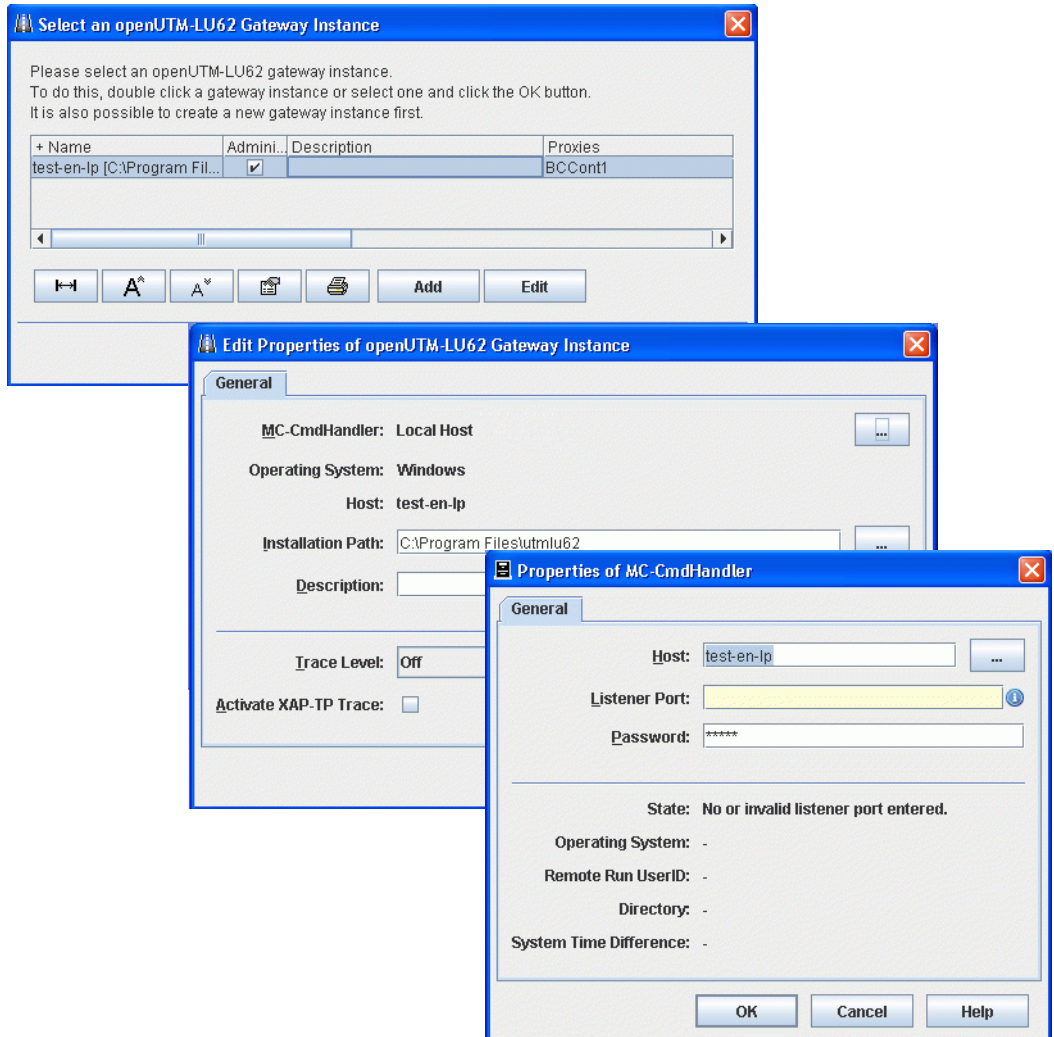 Select an openUTM-LU62 Gateway Instance
Please select an openUTM-LU62 gateway instance.
To do this, double click a gateway instance or select one and click the OK button.
It is also possible to create a new gateway instance first.
+ Name Admini... Description Proxies
test-en-lp [C:\Program Fil... BCCont1
A A Add Edit
Edit Properties of openUTM-LU62 Gateway Instance
General
MC-CmdHandler: Local Host ...
Operating System: Windows
Host: test-en-lp
Installation Path: C:\Program Files\utmlu62 ...
Description:
Trace Level: Off
Activate XAP-TP Trace:
Properties of MC-CmdHandler
General
Host: test-en-lp ...
Listener Port:
Password: *****
State: No or invalid listener port entered.
Operating System: -
Remote Run UserID: -
Directory: -
System Time Difference: -
OK Cancel Help